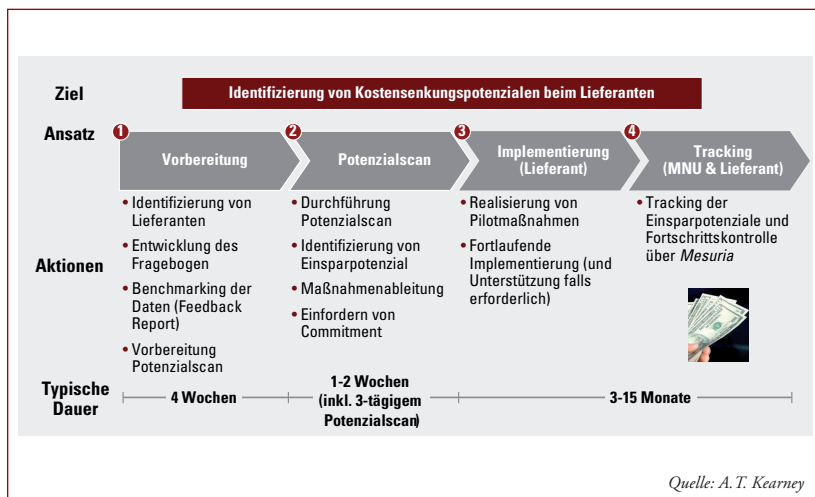 Ziel
Identifizierung von Kostensenkungspotenzialen beim Lieferanten
Ansatz
1
Vorbereitung
2
Potenzialscan
3
Implementierung
(Lieferant)
4
Tracking
(MNU & Lieferant)
Aktionen
• Identifizierung von
Lieferanten
• Entwicklung des
Fragebogen
• Benchmarking der
Daten (Feedback
Report)
• Vorbereitung
Potenzialscan
• Durchführung
Potenzialscan
• Identifizierung von
Einsparpotenzial
• Maßnahmenableitung
• Einfordern von
Commitment
• Realisierung von
Pilotmaßnahmen
• Fortlaufende
Implementierung (und
Unterstützung falls
erforderlich)
• Tracking der
Einsparpotenziale und
Fortschrittskontrolle
über Mesuria
Typische
Dauer
4 Wochen
1-2 Wochen
(inkl. 3-tägigem
Potenzialscan)
3-15 Monate
Quelle: A.T. Kearney